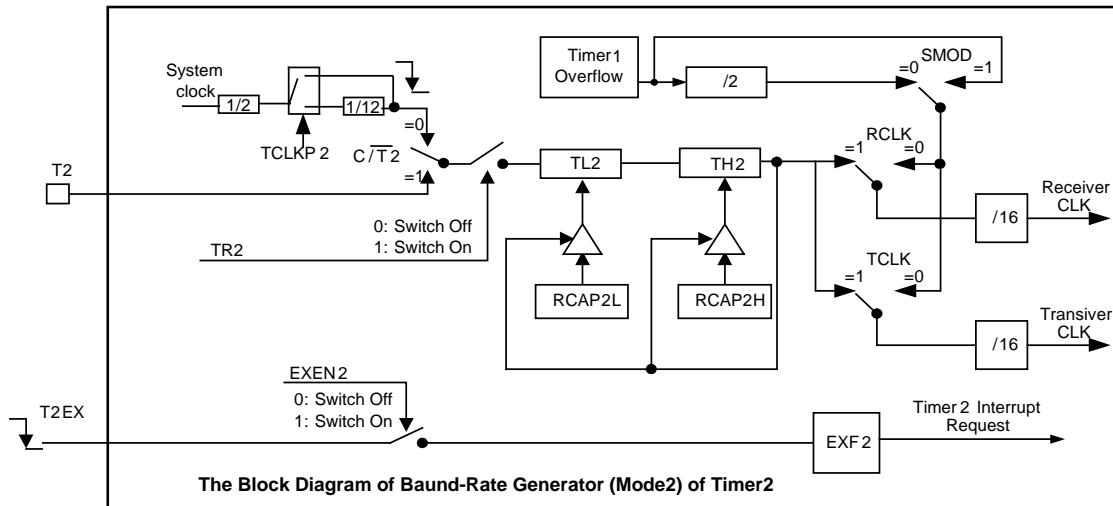 System
clock
1/2
1/12
TCLKP2
=0
C/T2
=1
T2
TR2
0: Switch Off
1: Switch On
TL2
TH2
RCAP2L
RCAP2H
Timer1
Overflow
/2
SMOD
=0
=1
RCLK
=1
=0
/16
Receiver
CLK
TCLK
=1
=0
/16
Transiver
CLK
EXEN2
0: Switch Off
1: Switch On
T2EX
EXF2
Timer2 Interrupt
Request
The Block Diagram of Baund-Rate Generator (Mode2) of Timer2